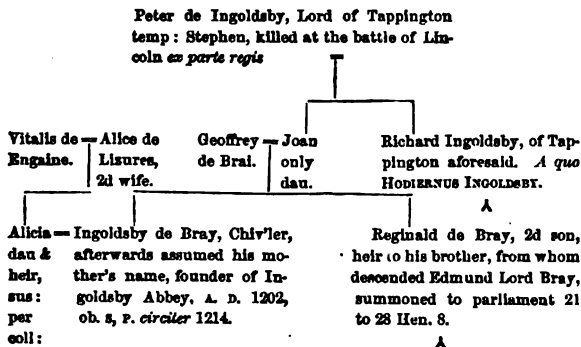 Peter de Ingoldsby, Lord of Tappington
temp : Stephen, killed at the battle of Lin-
coln ex parte regis
Vitalis de
Engaine.
Alice de
Lizures,
2d wife.
Geoffrey
de Brai.
Joan
only
dau.
Richard Ingoldsby, of Tap-
pington aforesaid. A quo
HODIERNUS INGOLDSBY.
Alicia
dau &
heir,
sus :
per
coll :
Ingoldsby de Bray, Chiv'ler,
afterwards assumed his mo-
ther's name, founder of In-
goldsby Abbey, A. D. 1202,
ob. s, P. circiter 1214.
Reginald de Bray, 2d son,
heir to his brother, from whom
descended Edmund Lord Bray,
summoned to parliament 21
to 28 Hen. 8.